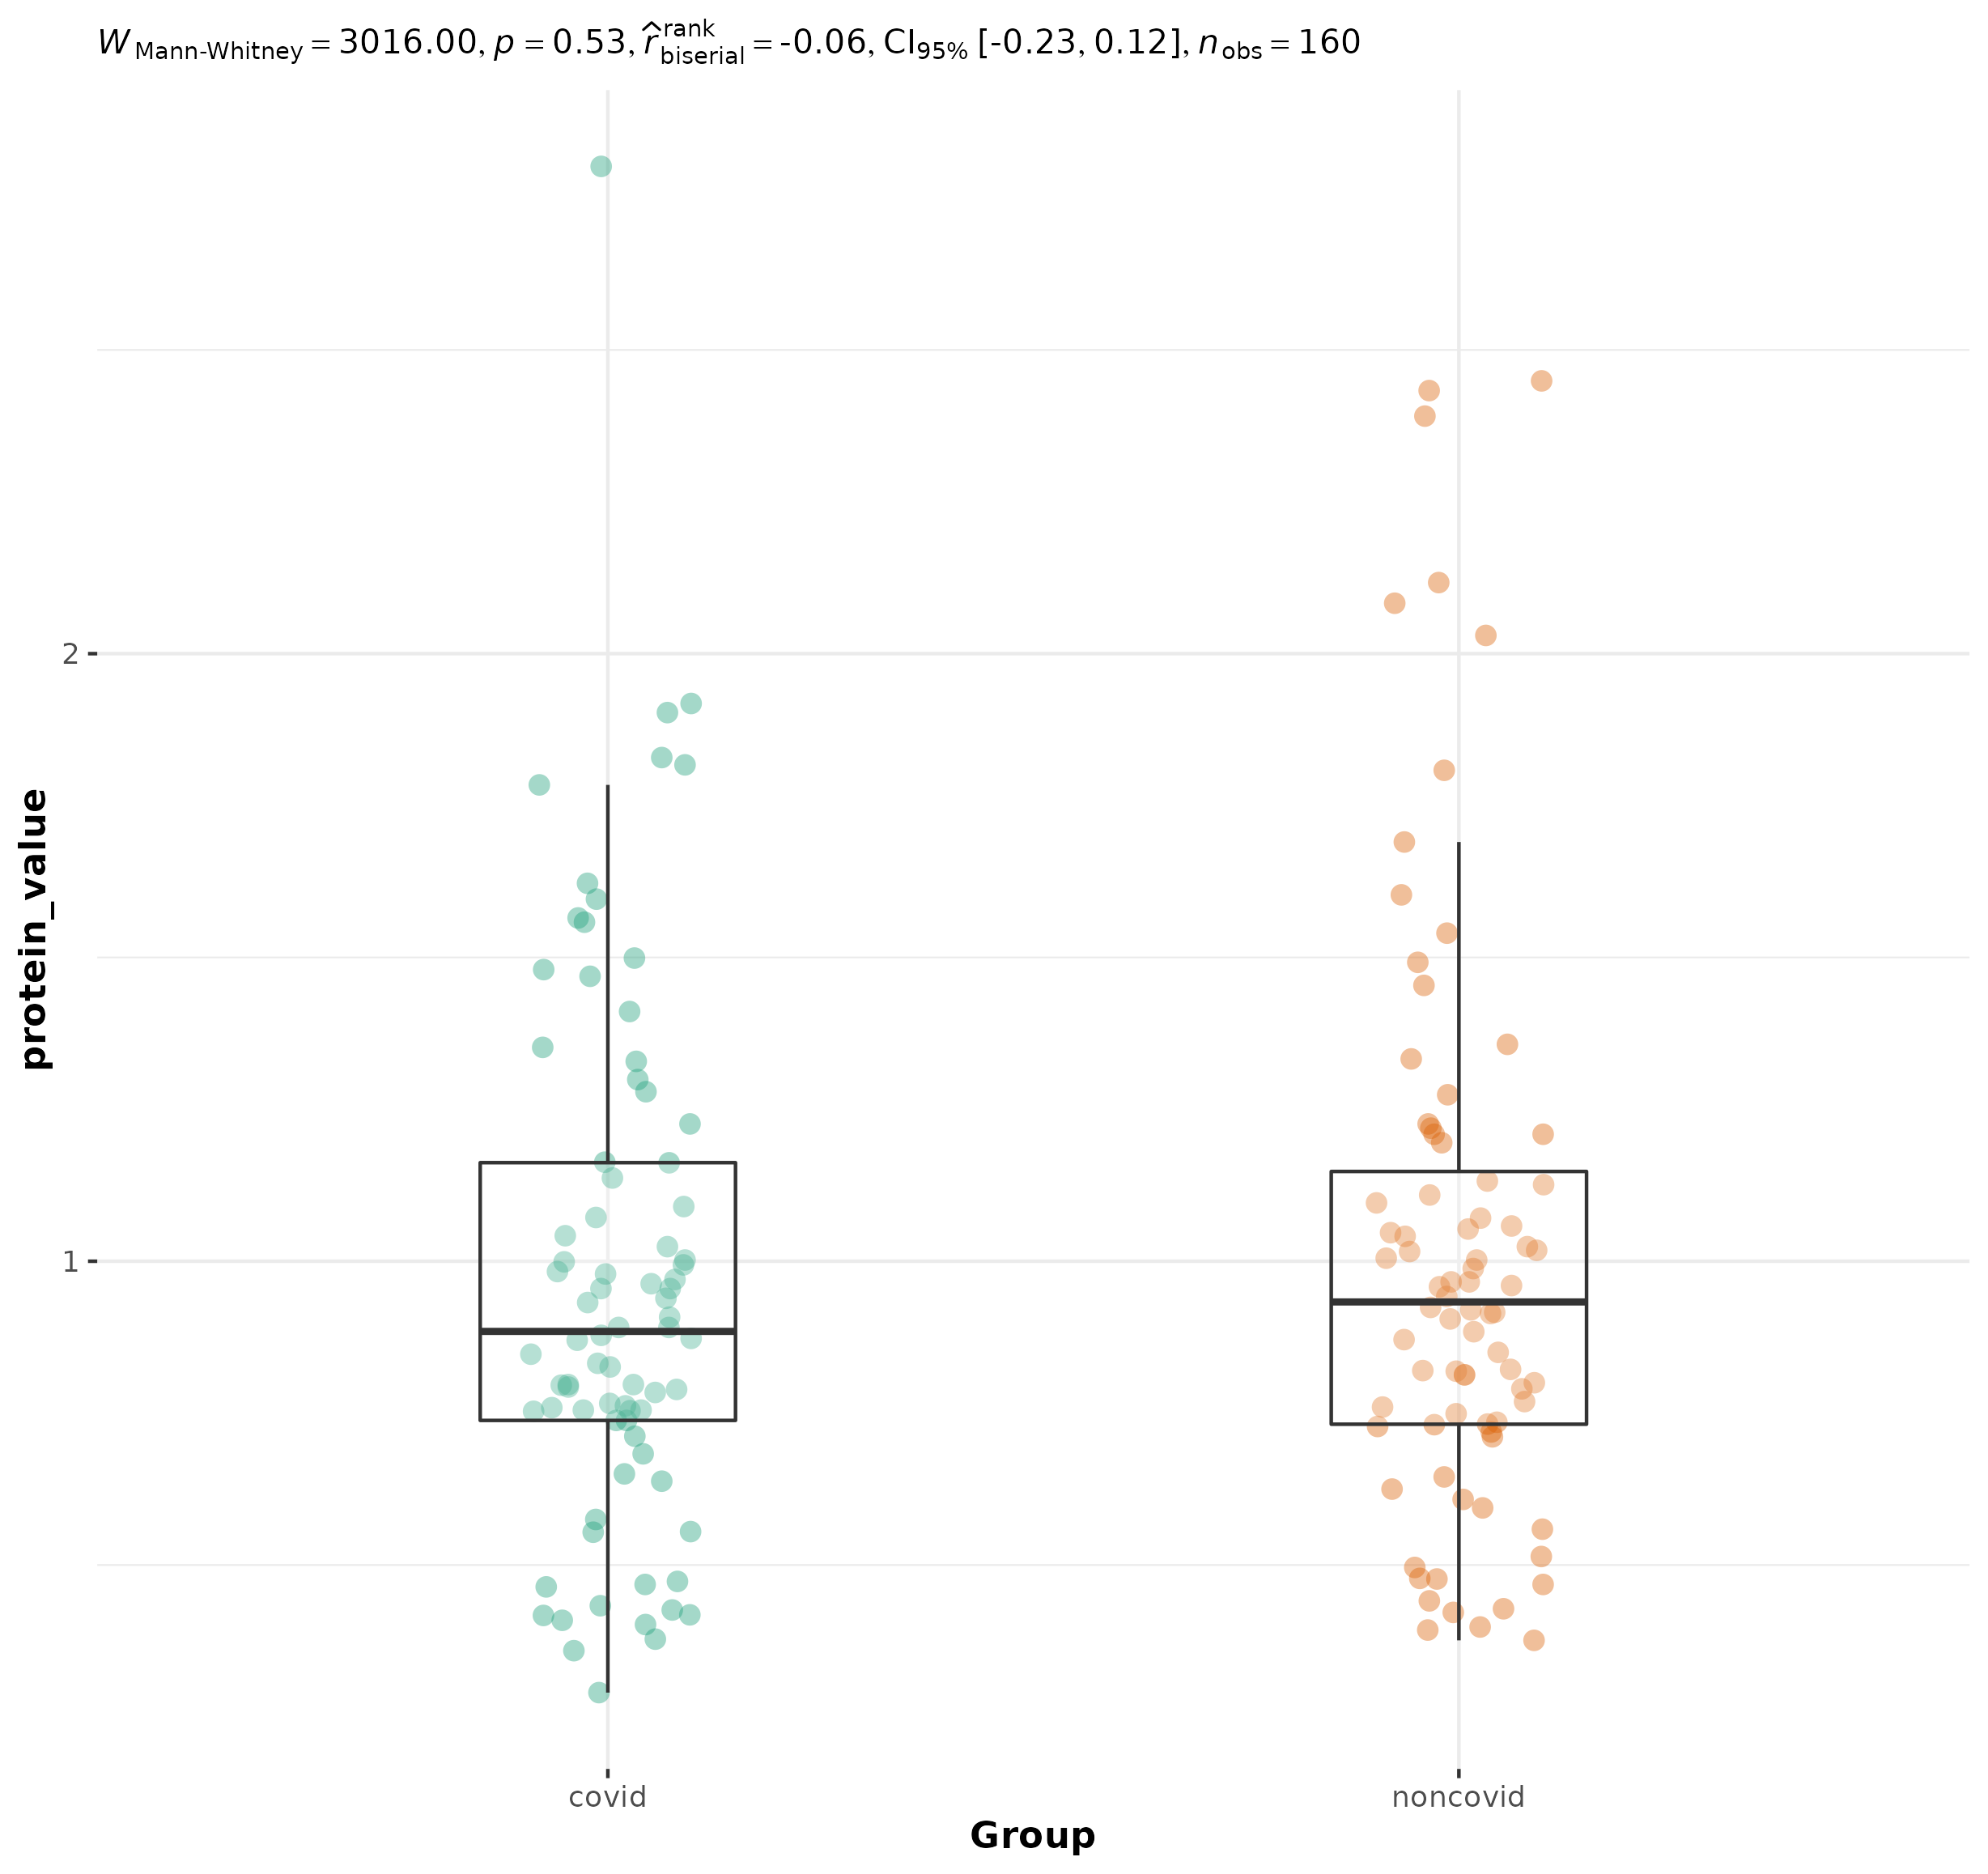 W Mann-Whitney = 3016.00, p = 0.53, r̂ rank biserial = -0.06, CI95% [-0.23, 0.12], nobs = 160
protein_value
2
1
covid noncovid
Group